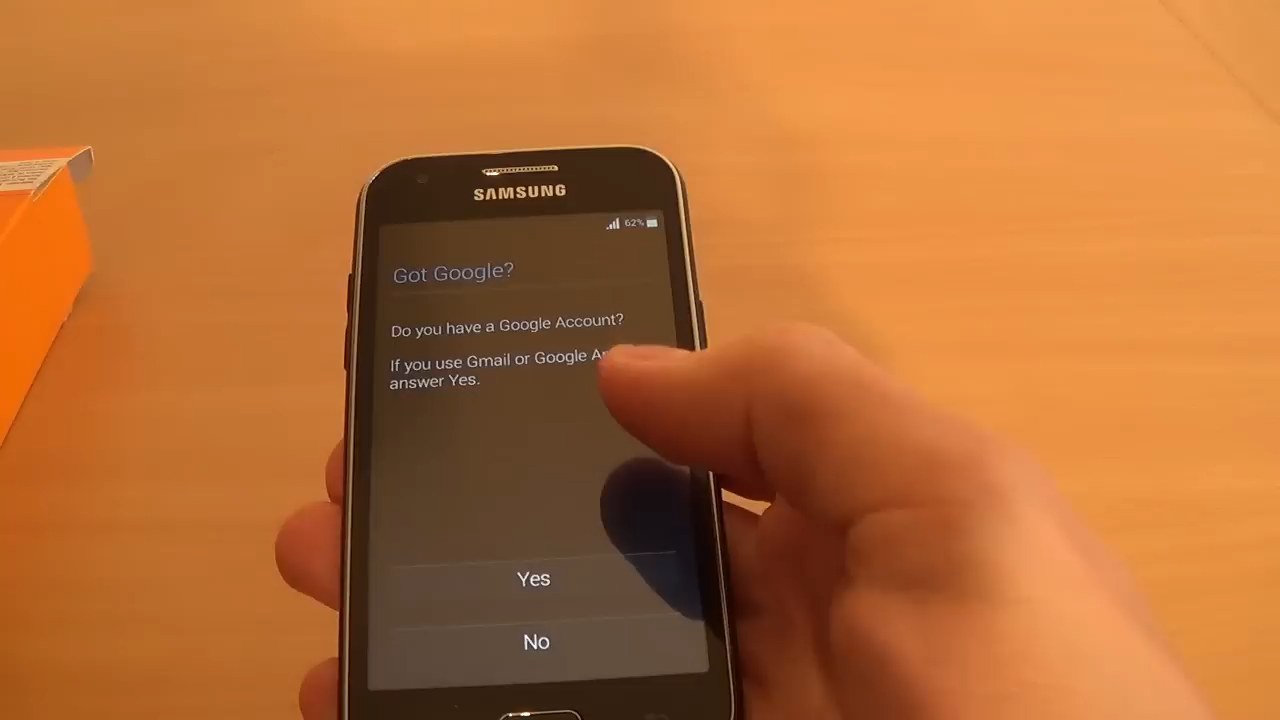 SAMSUNG
62%
Got Google?
Do you have a Google Account?
If you use Gmail or Google
answer Yes.
Yes
No